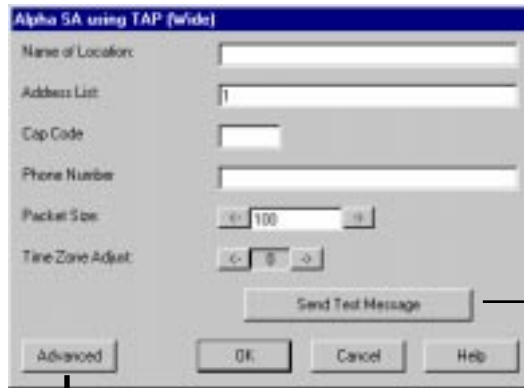 Alpha SA using TAP (Wide)
Name of Location:
Address List: 1
Cap Code
Phone Number
Packet Size: <- 100 ->
Time Zone Adjust: <- 0 ->
Send Test Message
Advanced OK Cancel Help